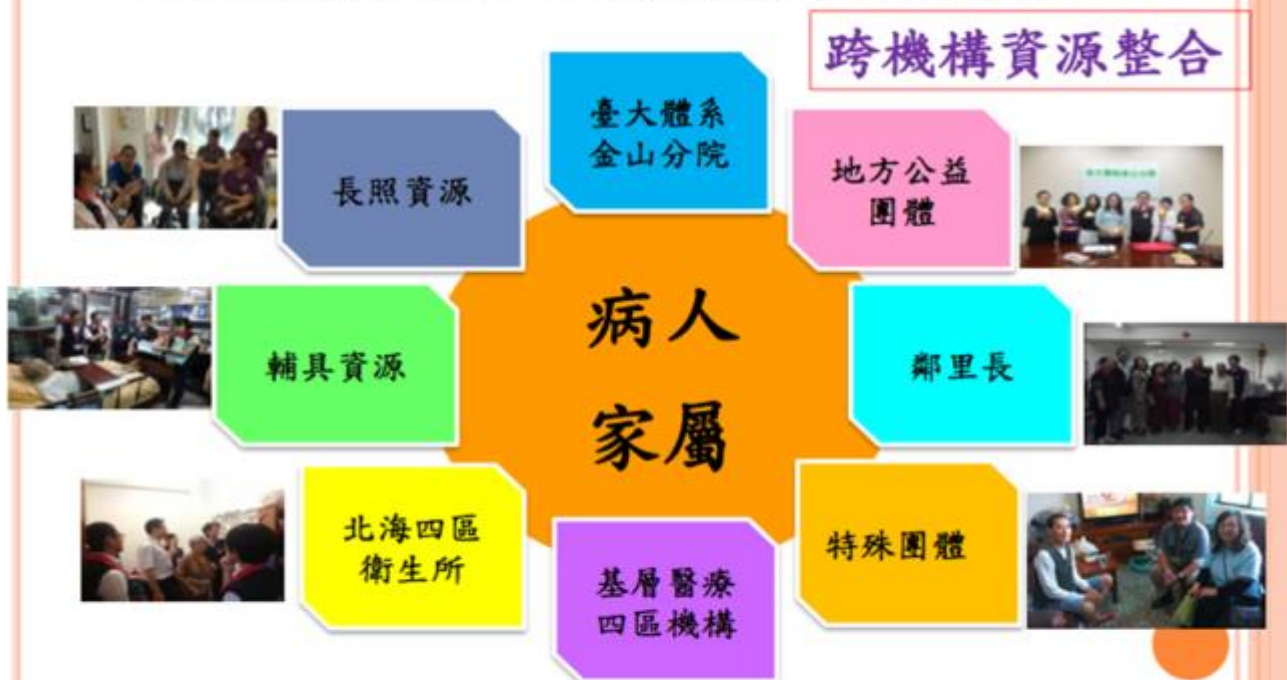 跨機構資源整合
臺大體系
金山分院
長照資源
地方公益
團體
病人
家屬
輔具資源
鄰里長
北海四區
衛生所
特殊團體
基層醫療
四區機構